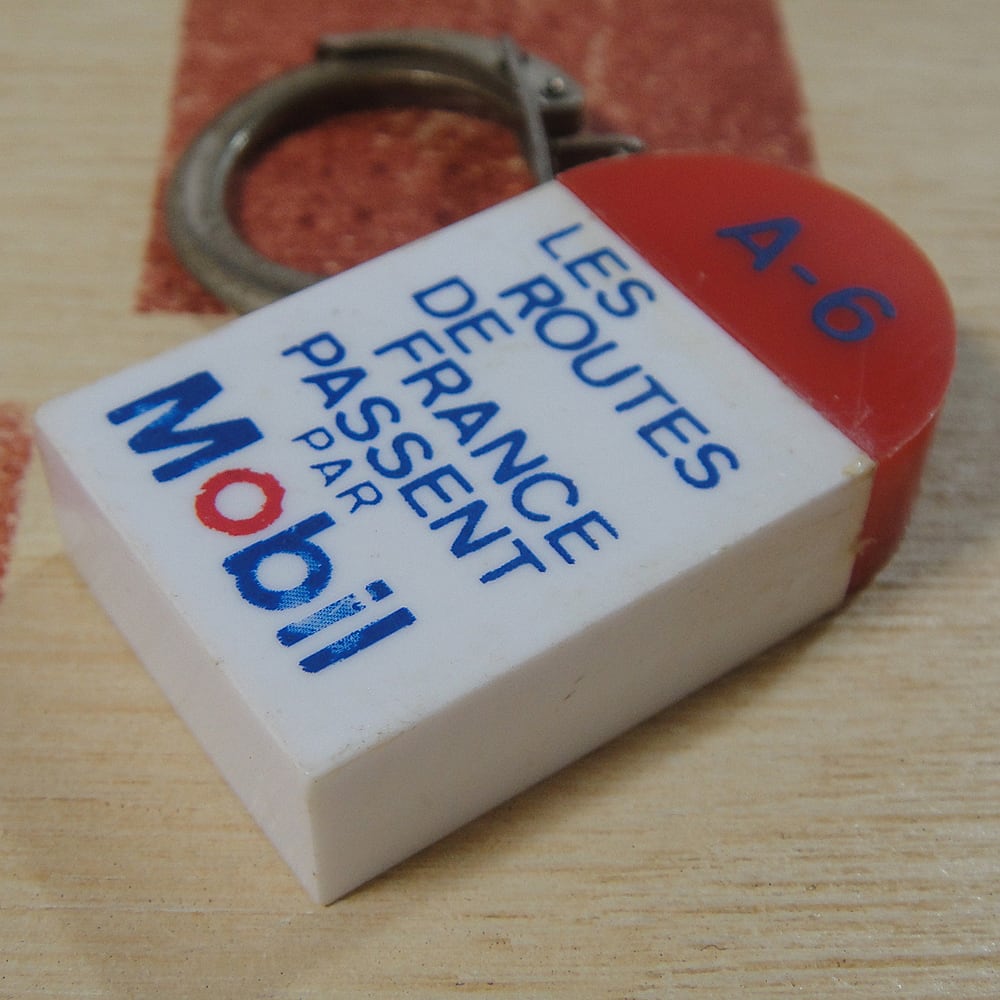 A-6
LES
ROUTES
DE
FRANCE
PASSENT
PAR
Mobil